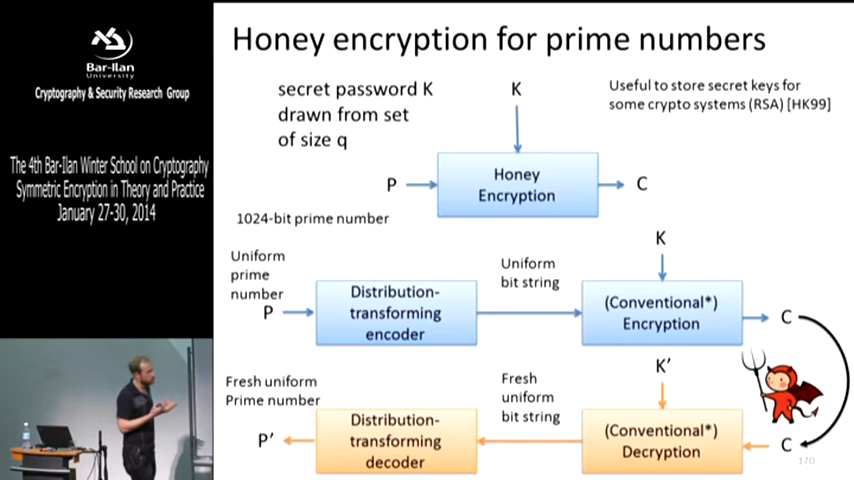 Bar-Ilan
University
Cryptography & Security Research Group
The 4th Bar-Ilan Winter School on Cryptography
Symmetric Encryption in Theory and Practice
January 27-30, 2014
Honey encryption for prime numbers
secret password K
drawn from set
of size q
K
Useful to store secret keys for
some crypto systems (RSA) [HK99]
P
Honey
Encryption
C
1024-bit prime number
Uniform
prime
number
P
Distribution-
transforming
encoder
Uniform
bit string
K
(Conventional*)
Encryption
C
Fresh uniform
Prime number
P'
Distribution-
transforming
decoder
Fresh
uniform
bit string
K'
(Conventional*)
Decryption
C
170